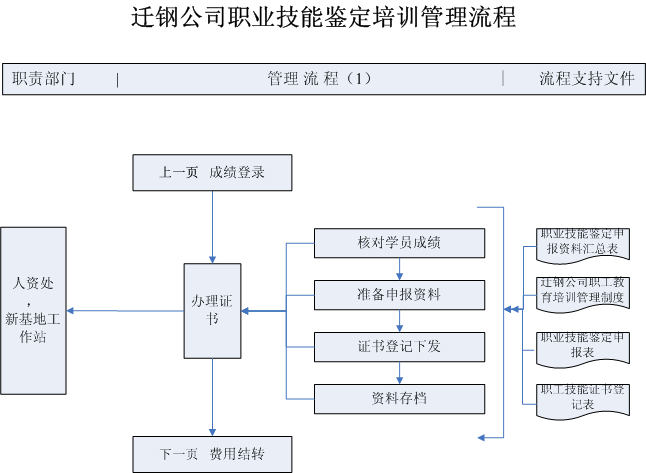 迁钢公司职业技能鉴定培训管理流程
职责部门 | 管理 流 程（1） | 流程支持文件
上一页 成绩登录
人资处
，
新基地工
作站
办理证
书
核对学员成绩
准备申报资料
证书登记下发
资料存档
下一页 费用结转
职业技能鉴定申
报资料汇总表
迁钢公司职工教
育培训管理制度
职业技能鉴定申
报表
职工技能证书登
记表